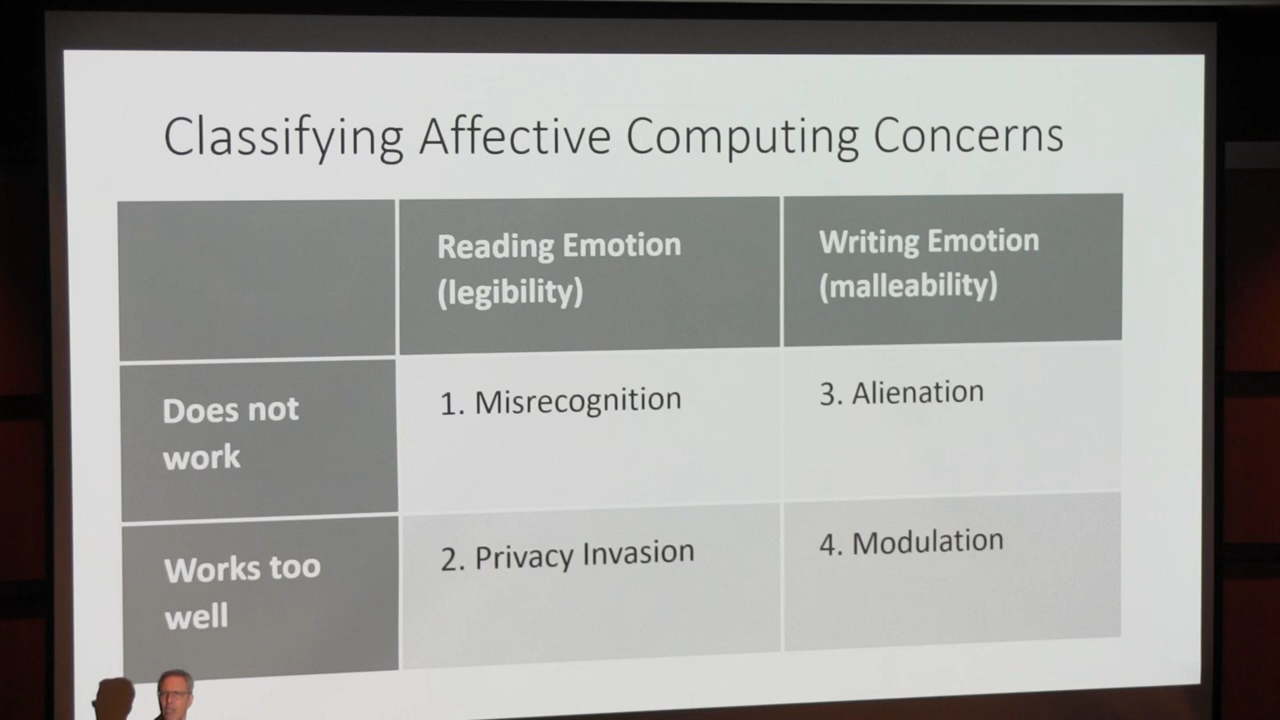 Classifying Affective Computing Concerns
Reading Emotion
(legibility)
Writing Emotion
(malleability)
Does not
work
1. Misrecognition
3. Alienation
Works too
well
2. Privacy Invasion
4. Modulation